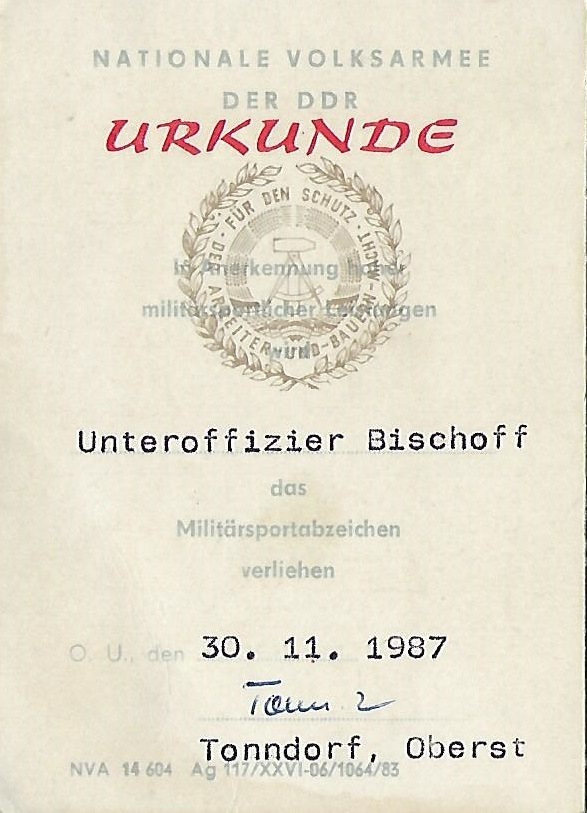 NATIONALE VOLKSARMEE
DER DDR
URKUNDE
FÜR DEN SCHUTZ · DER ARBEITER-UND-BAUERN-MACHT ·
In Anerkennung hoher
militärsportlicher Leistungen
wird
Unteroffizier Bischoff
das
Militärsportabzeichen
verliehen
O. U., den 30. 11. 1987
Tonndorf, Oberst
NVA 14 604 Ag 117/XXVI-06/1064/83